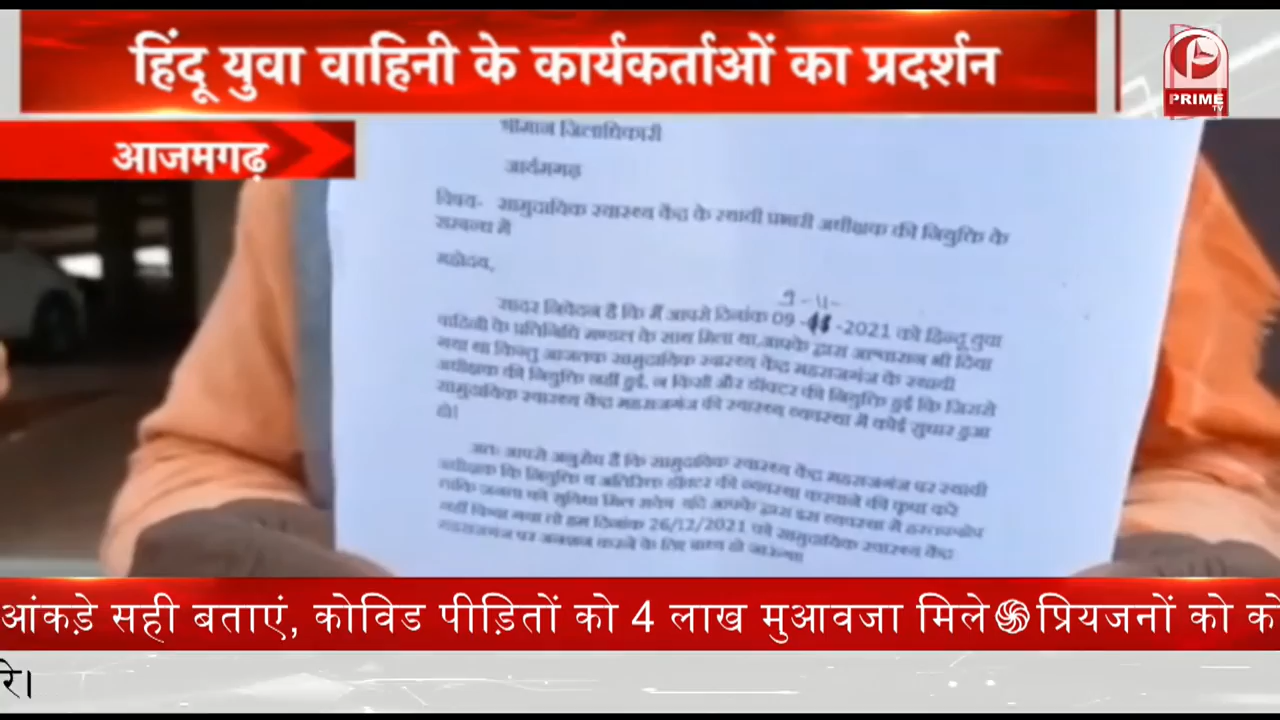 हिंदू युवा वाहिनी के कार्यकर्ताओं का प्रदर्शन
PRIME
TV
आजमगढ़
श्रीमान जिलाधिकारी
विषय- सामुदायिक स्वास्थ्य केंद्र के स्थायी प्रभारी अधीक्षक की नियुक्ति के
सम्बन्ध में
महोदय,
9-11-
सादर निवेदन है कि मैं आपसे दिनांक 09 -2021 को हिन्दू युवा
वाहिनी के प्रतिनिधि मण्डल के साथ मिला था,आपके द्वारा आश्वासन भी दिया
गया था किन्तु आजतक सामुदायिक स्वास्थ्य केंद्र महराजगंज के स्थायी
अधीक्षक की नियुक्ति नहीं हुई, न किसी और डॉक्टर की नियुक्ति हुई कि जिससे
सामुदायिक स्वास्थ्य केंद्र महराजगंज की स्वास्थ्य व्यवस्था में कोई सुधार हुआ
हो।
अतः आपसे अनुरोध है कि सामुदायिक स्वास्थ्य केंद्र महराजगंज पर स्थायी
अधीक्षक कि नियुक्ति व अतिरिक्त डॉक्टर की व्यवस्था करवाने की कृपा करे
ताकि जनता को सुविधा मिल सके। यदि आपके द्वारा इस व्यवस्था में हस्तक्षेप
नहीं किया गया तो हम दिनांक 26/12/2021 को सामुदायिक स्वास्थ्य केंद्र
महराजगंज पर अनशन करने के लिए बाध्य हो जाऊंगा।
आंकड़े सही बताएं, कोविड पीड़ितों को 4 लाख मुआवजा मिले प्रियजनों को को
रे।